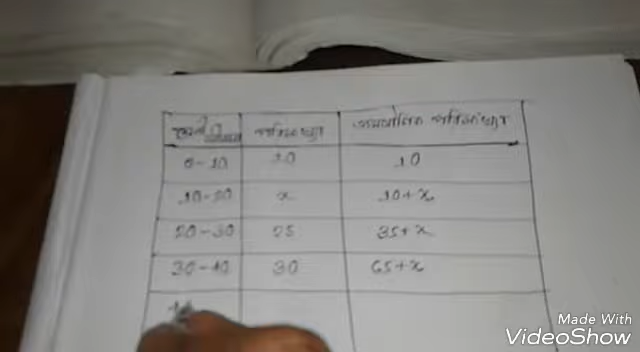 শ্রেণী পরিসংখ্যা ক্রমযৌগিক পরিসংখ্যা
0-10 10 10
10-20 x 10+x
20-30 25 35+x
30-40 30 65+x
Made With
VideoShow